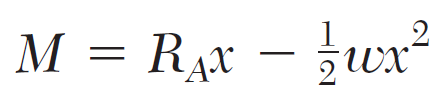 M = R_A x − ½wx²